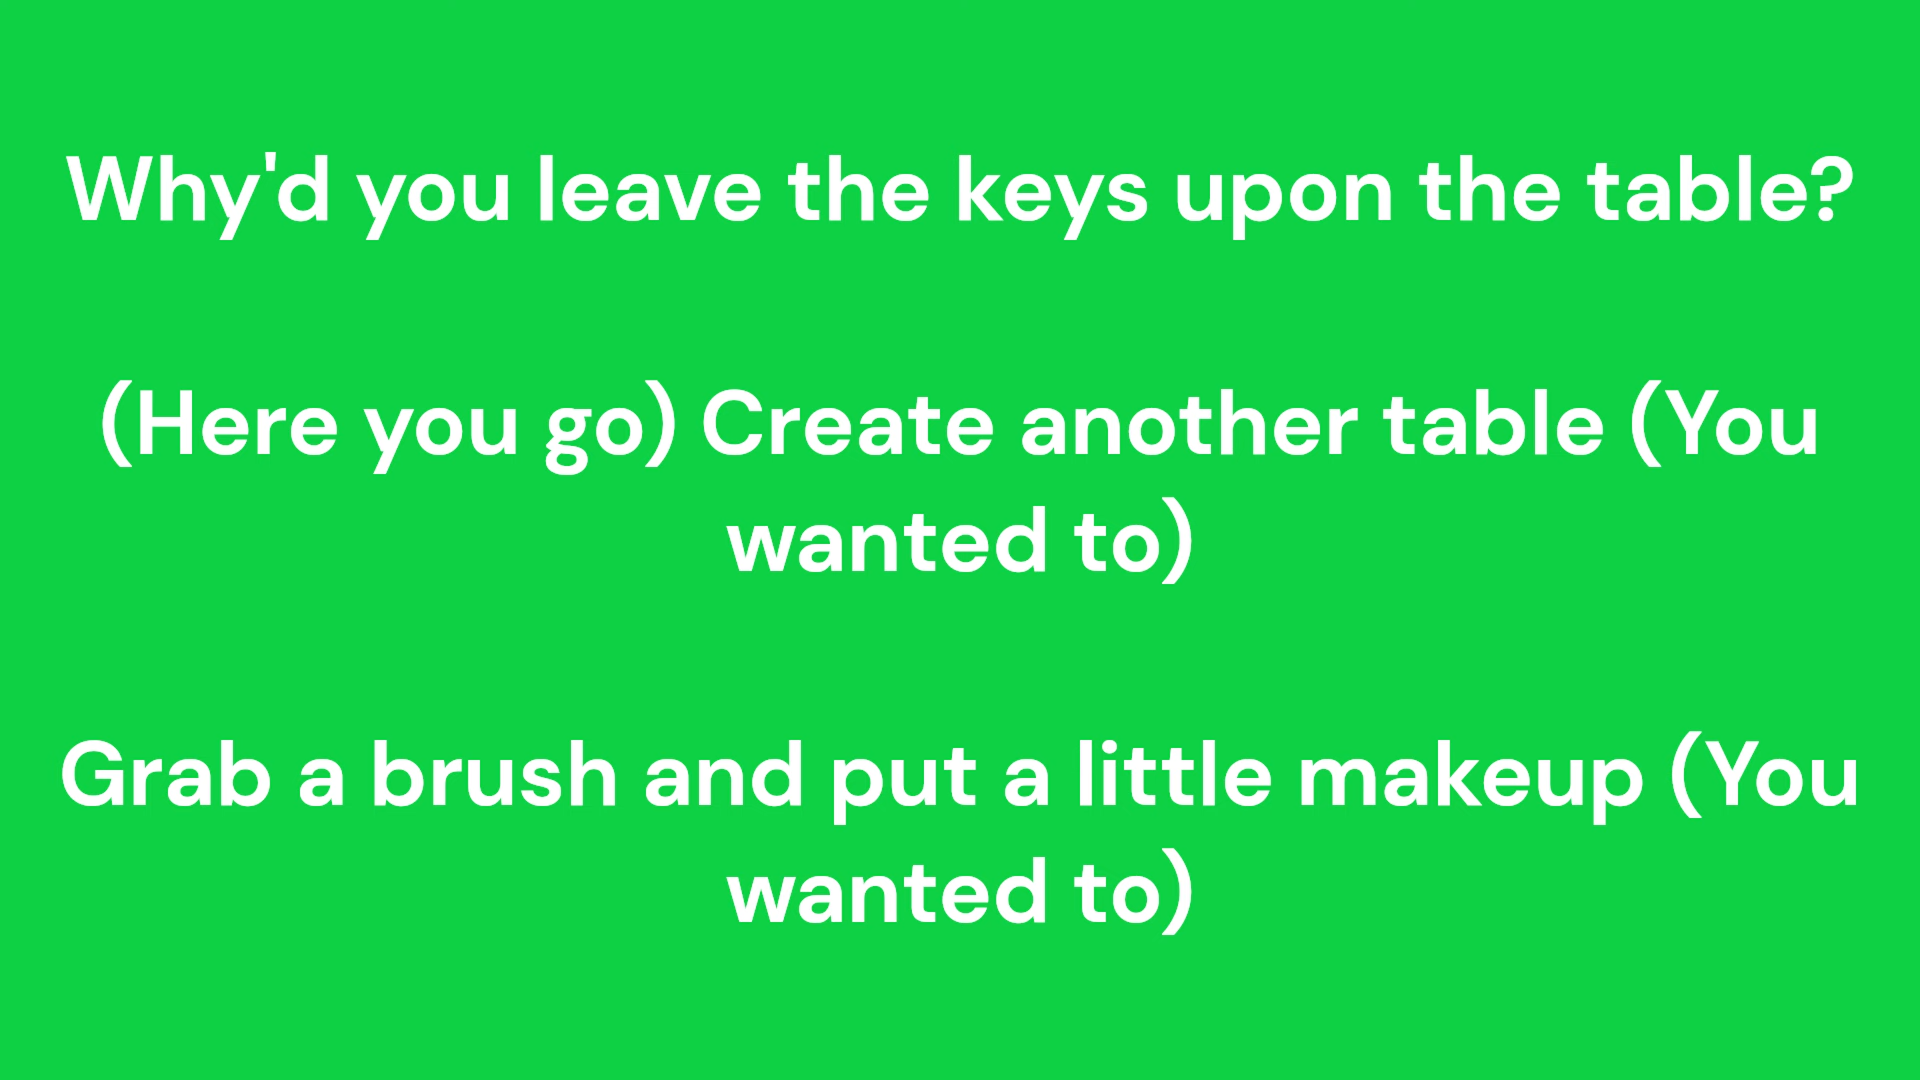 Why'd you leave the keys upon the table?
(Here you go) Create another table (You
wanted to)
Grab a brush and put a little makeup (You
wanted to)